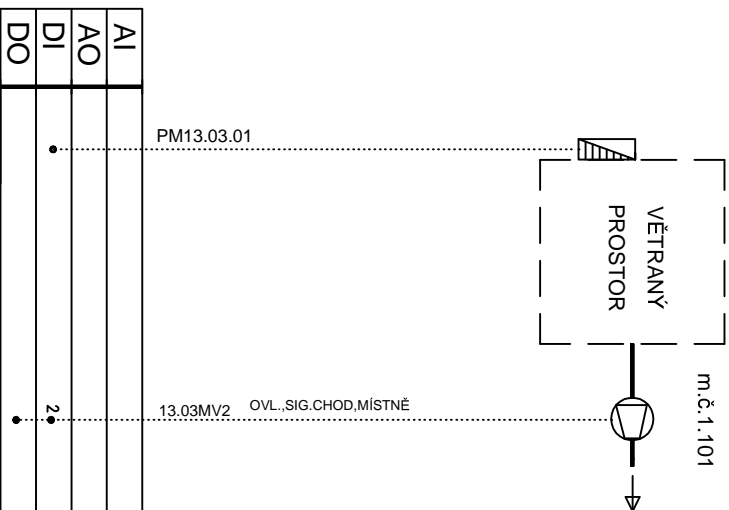 DO
DI
AO
AI
PM13.03.01
VĚTRANÝ
PROSTOR
m.č.1.101
2
13.03MV2
OVL.,SIG.CHOD,MÍSTNĚ